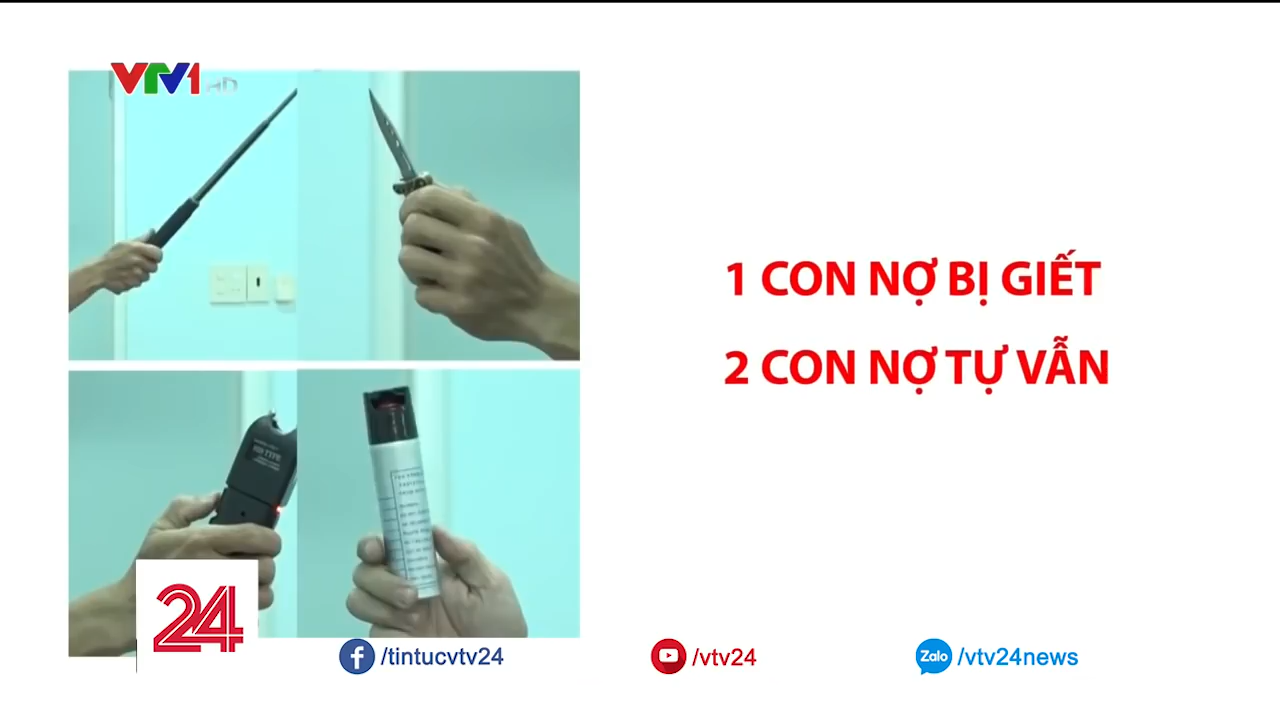 VTV1 HD
1 CON NỢ BỊ GIẾT
2 CON NỢ TỰ VẪN
24
/tintucvtv24
/vtv24
Zalo /vtv24news